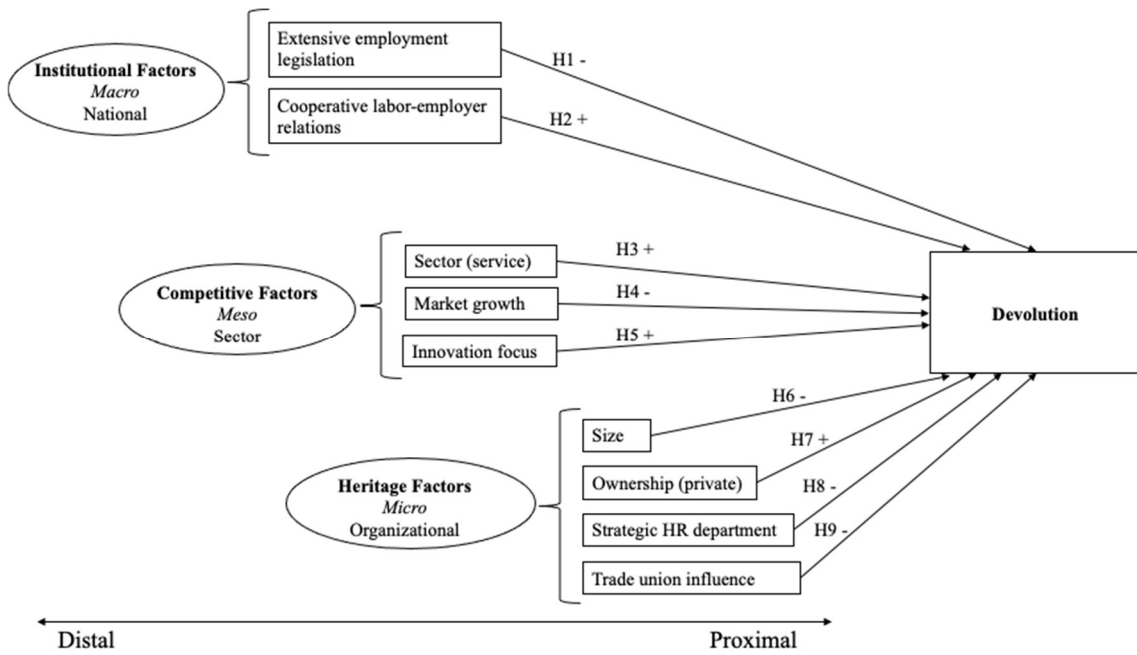 Institutional Factors
Macro
National
Extensive employment
legislation
Cooperative labor-employer
relations
H1 -
H2 +
Competitive Factors
Meso
Sector
Sector (service)
Market growth
Innovation focus
H3 +
H4 -
H5 +
Devolution
Heritage Factors
Micro
Organizational
Size
Ownership (private)
Strategic HR department
Trade union influence
H6 -
H7 +
H8 -
H9 -
Distal
Proximal